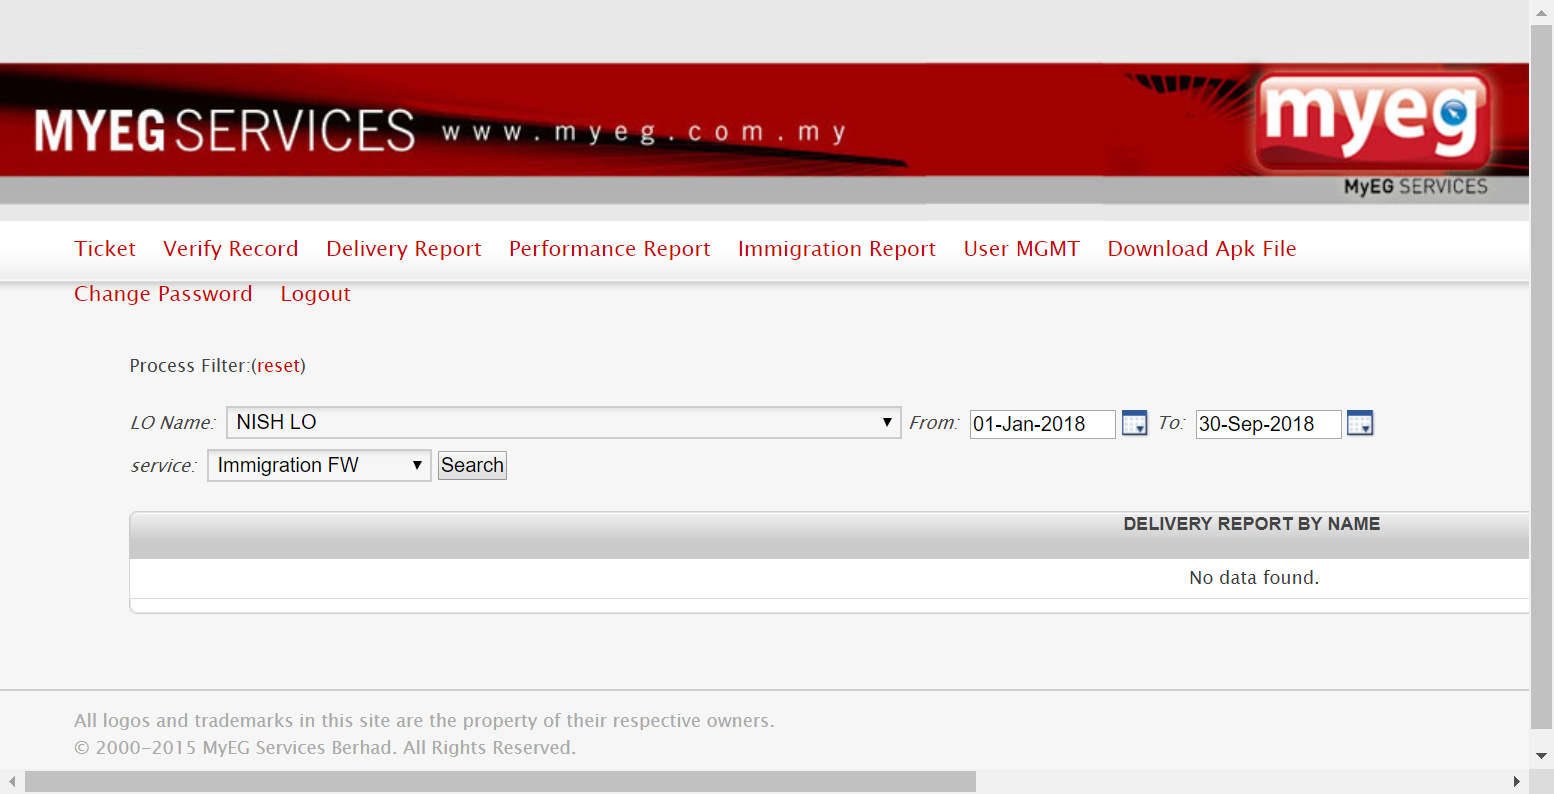 MYEG SERVICES www.myeg.com.my
myeg
MyEG SERVICES
Ticket Verify Record Delivery Report Performance Report Immigration Report User MGMT Download Apk File
Change Password Logout
Process Filter:(reset)
LO Name: NISH LO From: 01-Jan-2018 To: 30-Sep-2018
service: Immigration FW Search
DELIVERY REPORT BY NAME
No data found.
All logos and trademarks in this site are the property of their respective owners.
© 2000-2015 MyEG Services Berhad. All Rights Reserved.